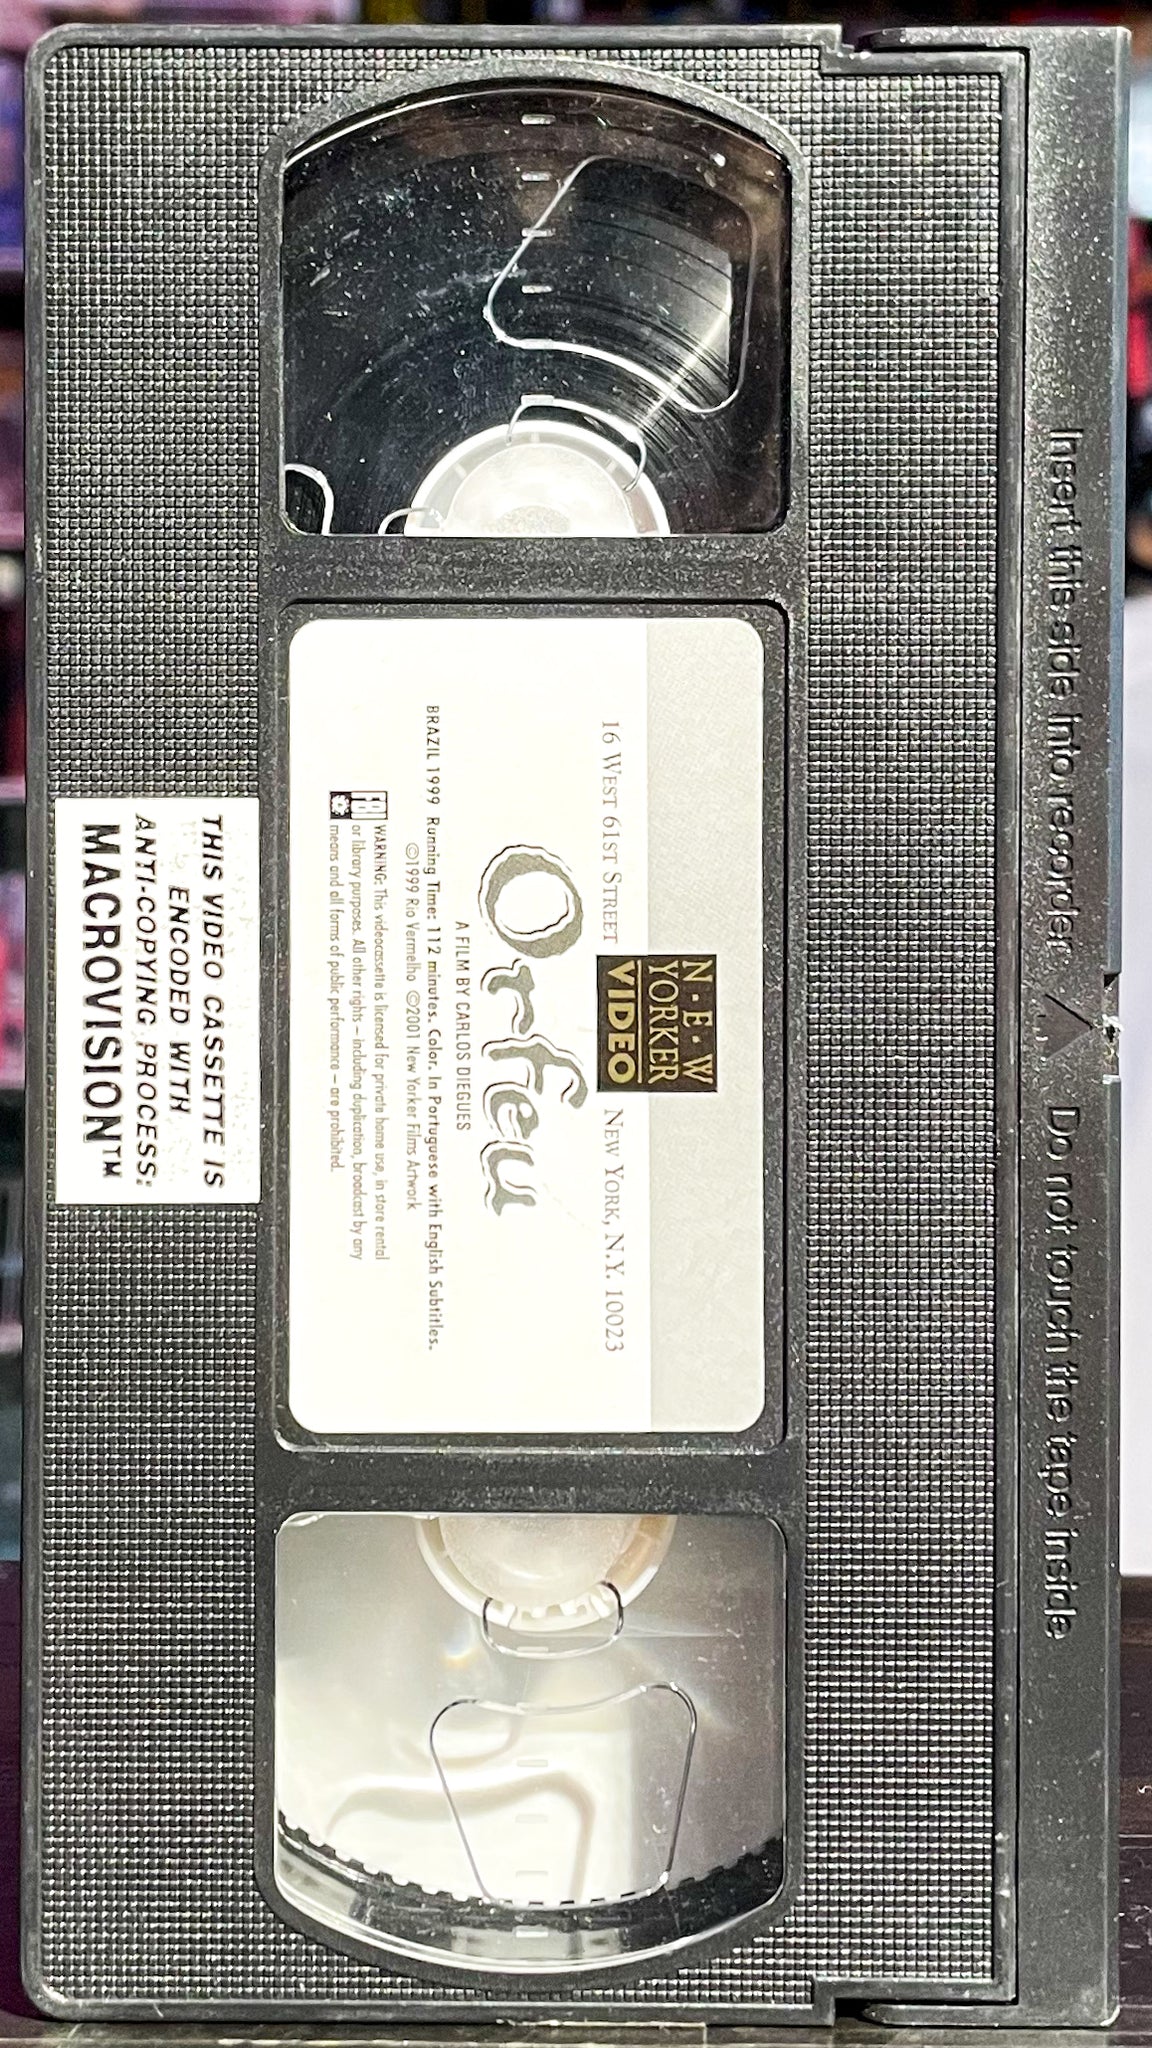 Insert this side into recorder △ Do not touch the tape inside
N·E·W
YORKER
VIDEO
16 WEST 61ST STREET NEW YORK, N.Y. 10023
Orfeu
A FILM BY CARLOS DIEGUES
BRAZIL 1999 Running Time: 112 minutes. Color. In Portuguese with English Subtitles.
©1999 Rio Vermelho ©2001 New Yorker Films Artwork
FBI WARNING: This videocassette is licensed for private home use, in store rental
or library purposes. All other rights – including duplication, broadcast by any
means and all forms of public performance – are prohibited.
THIS VIDEO CASSETTE IS
ENCODED WITH
ANTI-COPYING PROCESS:
MACROVISION™